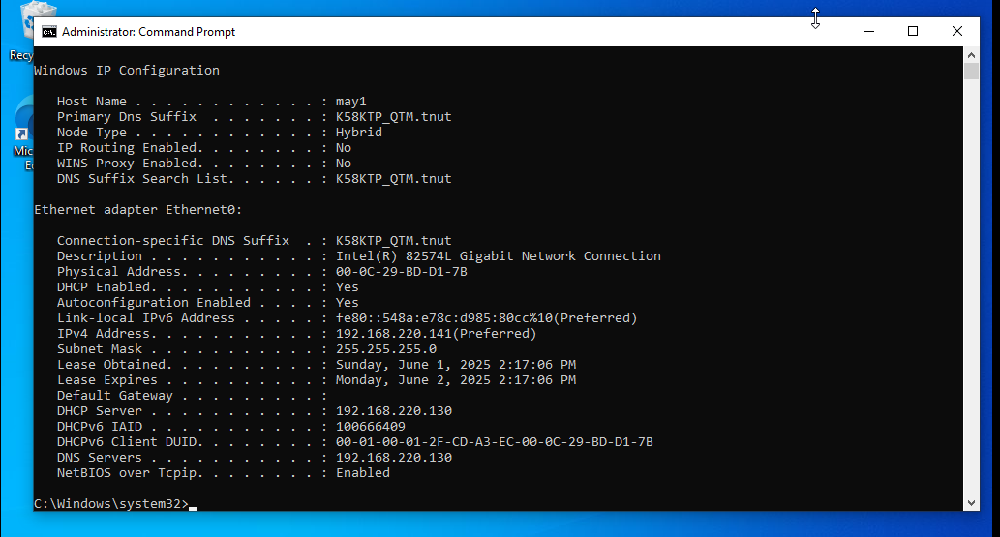 Recy
Administrator: Command Prompt
Windows IP Configuration
Host Name . . . . . . . . . . . . : may1
Primary Dns Suffix  . . . . . . . : K58KTP_QTM.tnut
Node Type . . . . . . . . . . . . : Hybrid
IP Routing Enabled. . . . . . . . : No
WINS Proxy Enabled. . . . . . . . : No
DNS Suffix Search List. . . . . . : K58KTP_QTM.tnut
Mic
E
Ethernet adapter Ethernet0:
Connection-specific DNS Suffix  . : K58KTP_QTM.tnut
Description . . . . . . . . . . . : Intel(R) 82574L Gigabit Network Connection
Physical Address. . . . . . . . . : 00-0C-29-BD-D1-7B
DHCP Enabled. . . . . . . . . . . : Yes
Autoconfiguration Enabled . . . . : Yes
Link-local IPv6 Address . . . . . : fe80::548a:e78c:d985:80cc%10(Preferred)
IPv4 Address. . . . . . . . . . . : 192.168.220.141(Preferred)
Subnet Mask . . . . . . . . . . . : 255.255.255.0
Lease Obtained. . . . . . . . . . : Sunday, June 1, 2025 2:17:06 PM
Lease Expires . . . . . . . . . . : Monday, June 2, 2025 2:17:06 PM
Default Gateway . . . . . . . . . :
DHCP Server . . . . . . . . . . . : 192.168.220.130
DHCPv6 IAID . . . . . . . . . . . : 100666409
DHCPv6 Client DUID. . . . . . . . : 00-01-00-01-2F-CD-A3-EC-00-0C-29-BD-D1-7B
DNS Servers . . . . . . . . . . . : 192.168.220.130
NetBIOS over Tcpip. . . . . . . . : Enabled
C:\Windows\system32>